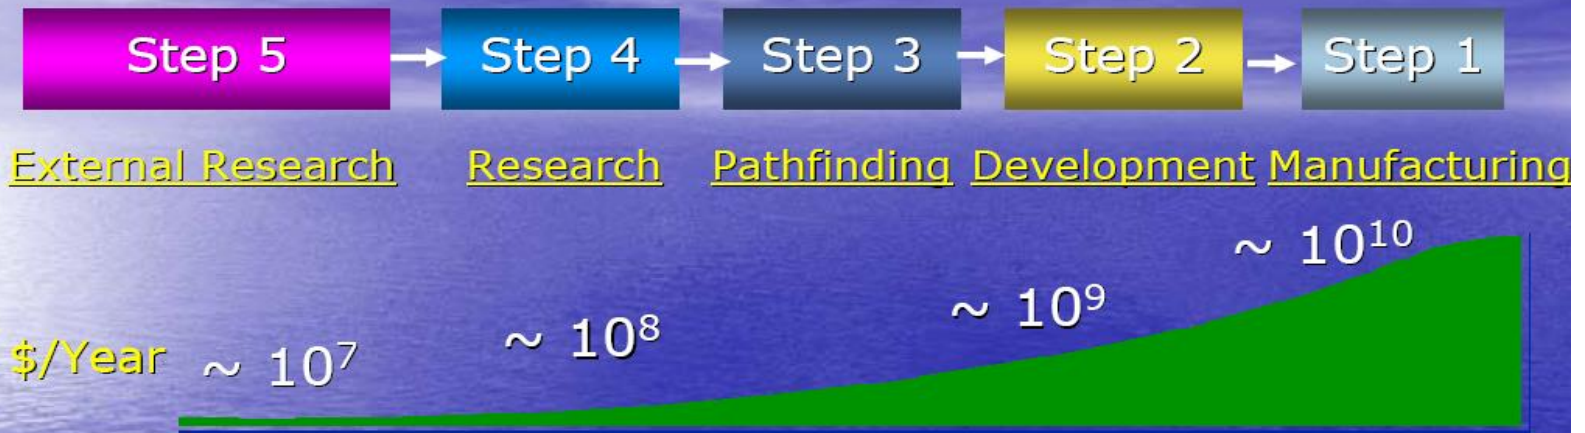 Step 5 Step 4 Step 3 Step 2 Step 1
External Research Research Pathfinding Development Manufacturing
~ 10¹⁰
~ 10⁹
~ 10⁸
$/Year ~ 10⁷